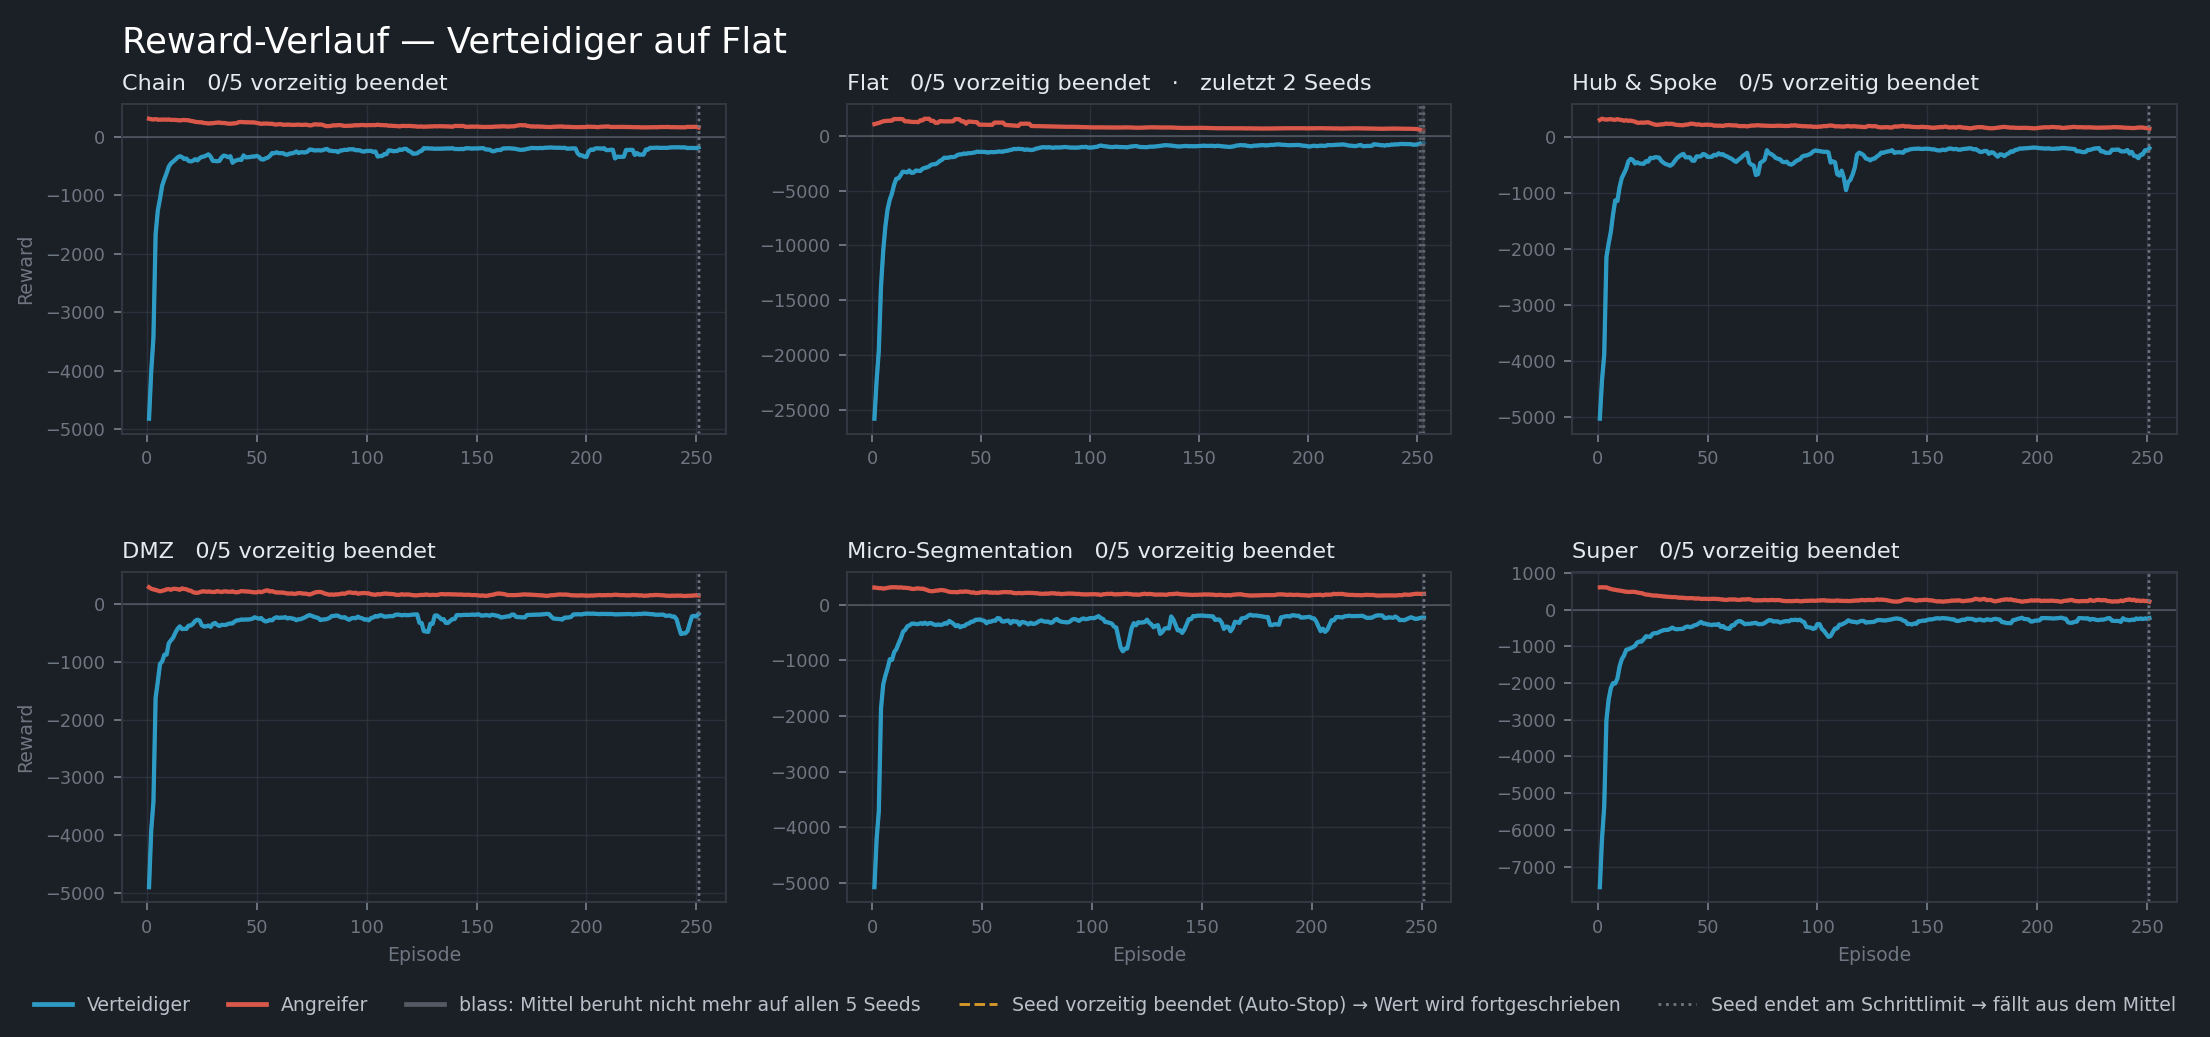 Reward-Verlauf — Verteidiger auf Flat
Chain 0/5 vorzeitig beendet
0
−1000
−2000
−3000
−4000
−5000
Reward
0 50 100 150 200 250
Flat 0/5 vorzeitig beendet · zuletzt 2 Seeds
0
−5000
−10000
−15000
−20000
−25000
0 50 100 150 200 250
Hub & Spoke 0/5 vorzeitig beendet
0
−1000
−2000
−3000
−4000
−5000
0 50 100 150 200 250
DMZ 0/5 vorzeitig beendet
0
−1000
−2000
−3000
−4000
−5000
Reward
0 50 100 150 200 250
Episode
Micro-Segmentation 0/5 vorzeitig beendet
0
−1000
−2000
−3000
−4000
−5000
0 50 100 150 200 250
Episode
Super 0/5 vorzeitig beendet
1000
0
−1000
−2000
−3000
−4000
−5000
−6000
−7000
0 50 100 150 200 250
Episode
Verteidiger
Angreifer
blass: Mittel beruht nicht mehr auf allen 5 Seeds
Seed vorzeitig beendet (Auto-Stop) → Wert wird fortgeschrieben
Seed endet am Schrittlimit → fällt aus dem Mittel